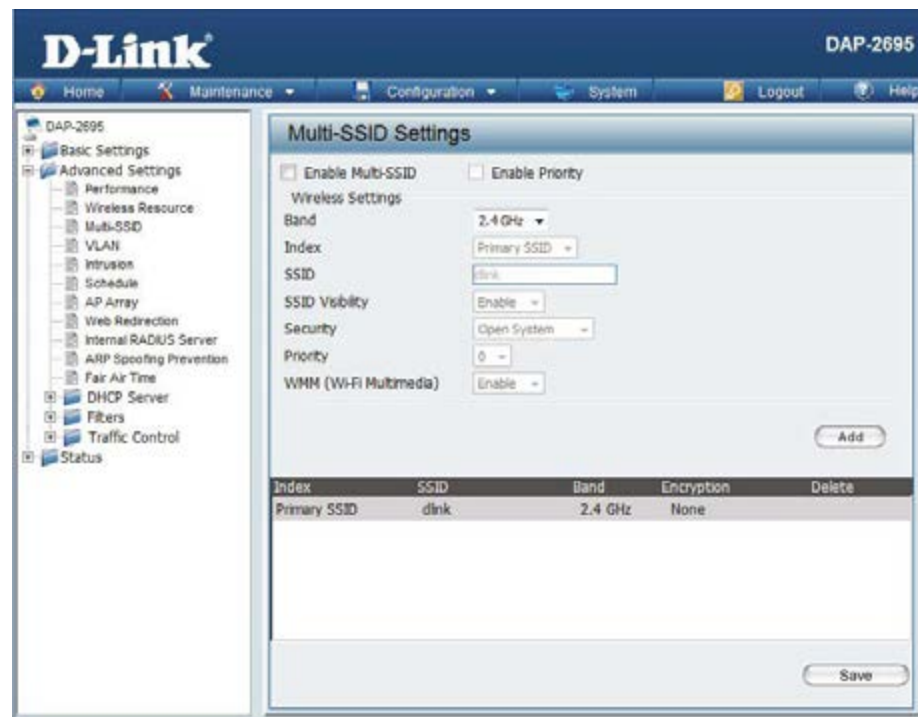 D-Link
DAP-2695
Home Maintenance Configuration System Logout Help
DAP-2695
Basic Settings
Advanced Settings
Performance
Wireless Resource
Multi-SSID
VLAN
Intrusion
Schedule
AP Array
Web Redirection
Internal RADIUS Server
ARP Spoofing Prevention
Fair Air Time
DHCP Server
Filters
Traffic Control
Status
Multi-SSID Settings
Enable Multi-SSID Enable Priority
Wireless Settings
Band 2.4 GHz
Index Primary SSID
SSID dlink
SSID Visibility Enable
Security Open System
Priority 0
WMM (Wi-Fi Multimedia) Enable
Add
Index SSID Band Encryption Delete
Primary SSID dlink 2.4 GHz None
Save